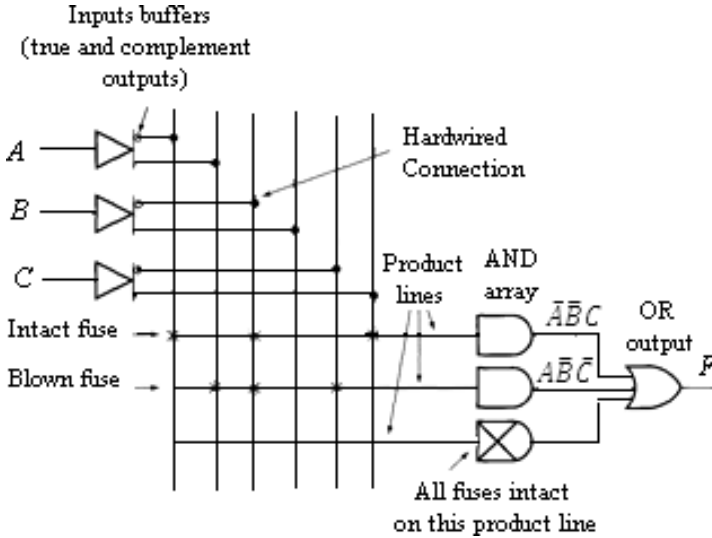 Inputs buffers
(true and complement
outputs)
A
Hardwired
Connection
B
C
Product
lines
AND
array
A̅B̅C
OR
output
Intact fuse
F
Blown fuse
AB̅C̅
All fuses intact
on this product line